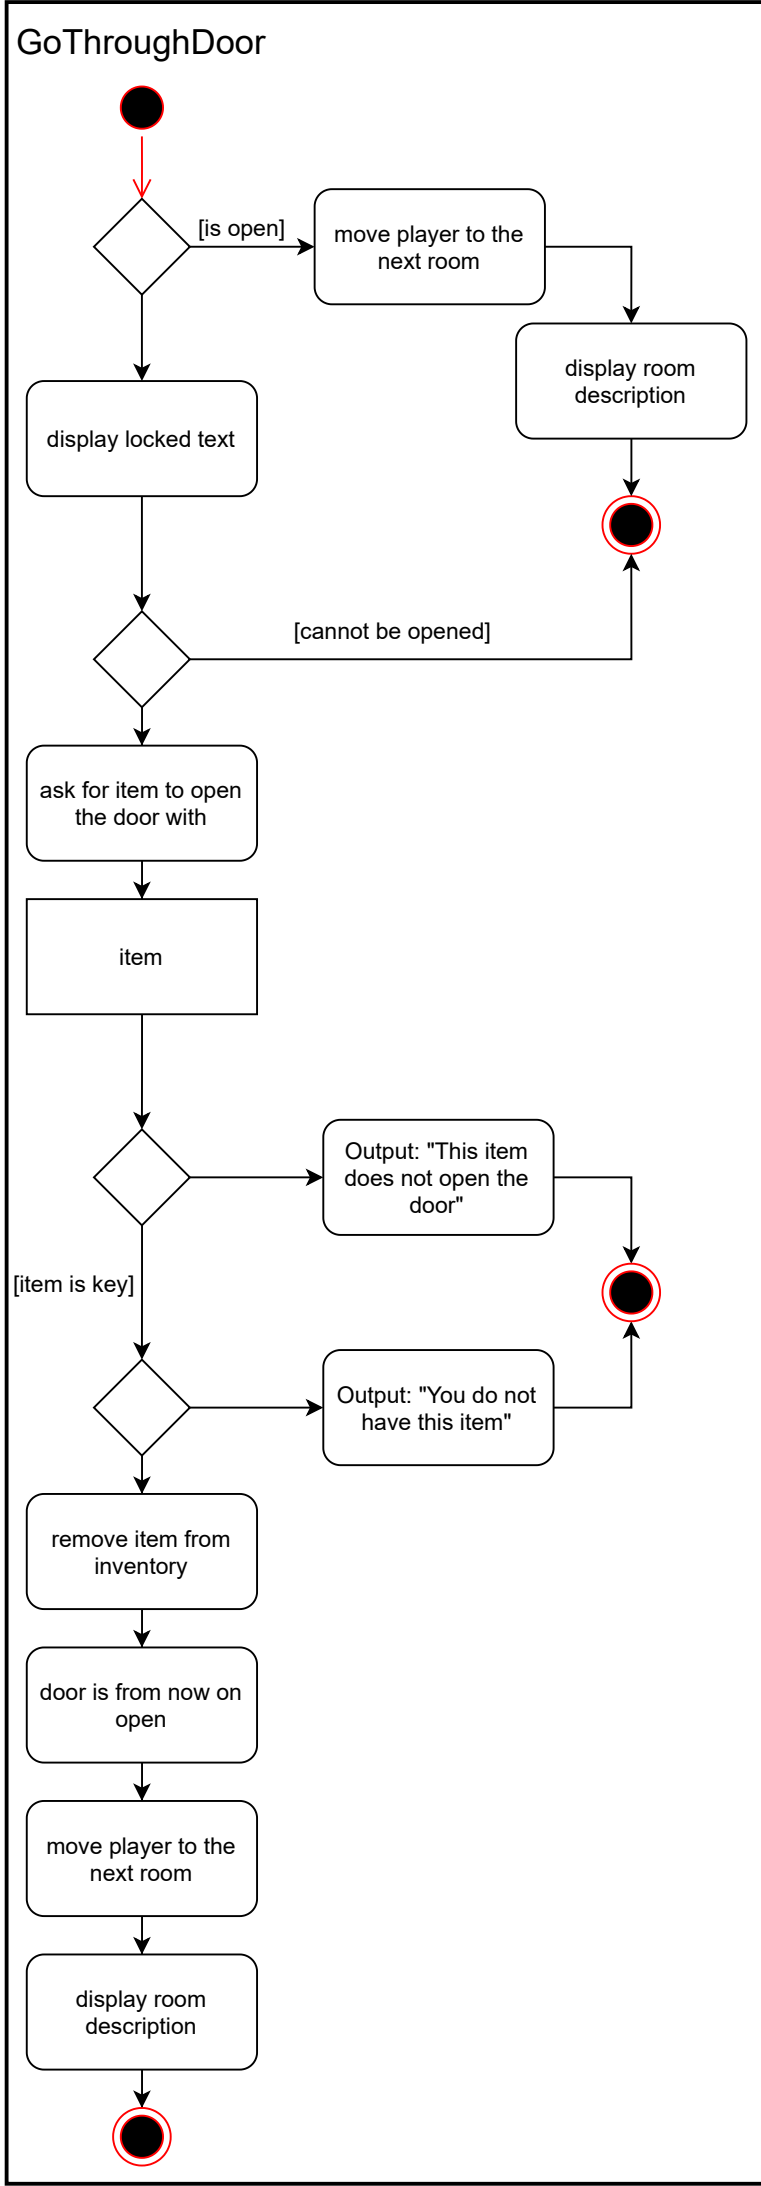 GoThroughDoor
[is open]
move player to the
next room
display room
description
display locked text
[cannot be opened]
ask for item to open
the door with
item
Output: "This item
does not open the
door"
[item is key]
Output: "You do not
have this item"
remove item from
inventory
door is from now on
open
move player to the
next room
display room
description